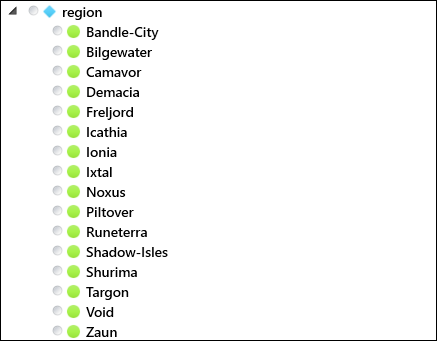 region
Bandle-City
Bilgewater
Camavor
Demacia
Freljord
Icathia
Ionia
Ixtal
Noxus
Piltover
Runeterra
Shadow-Isles
Shurima
Targon
Void
Zaun